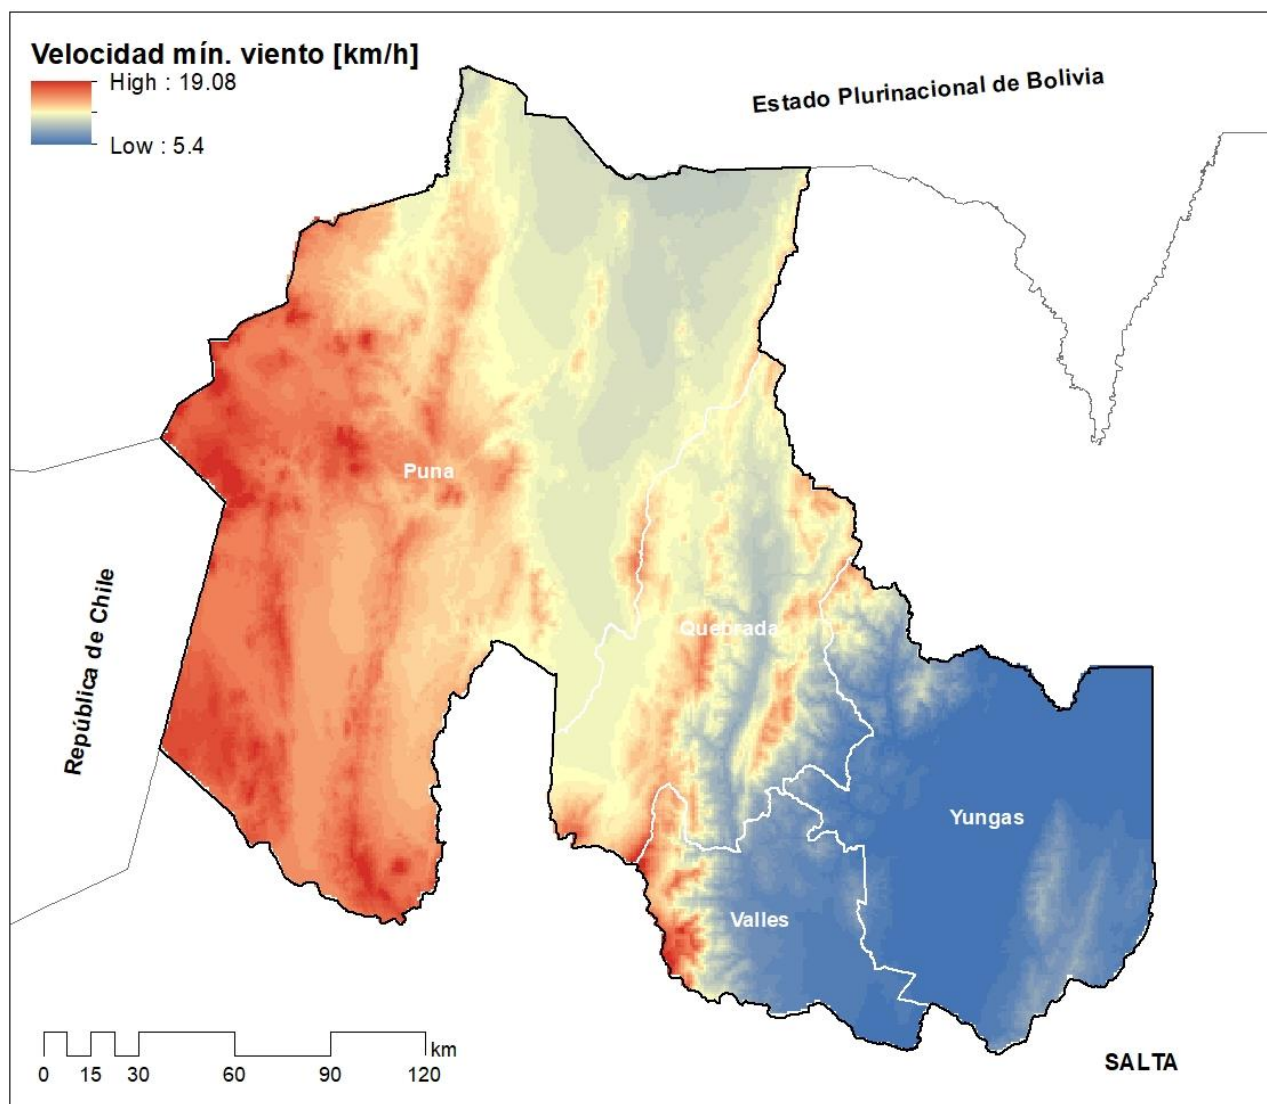 Velocidad mín. viento [km/h]
High : 19.08
Low : 5.4
Estado Plurinacional de Bolivia
Puna
República de Chile
Quebrada
Yungas
Valles
km
0 15 30 60 90 120
SALTA